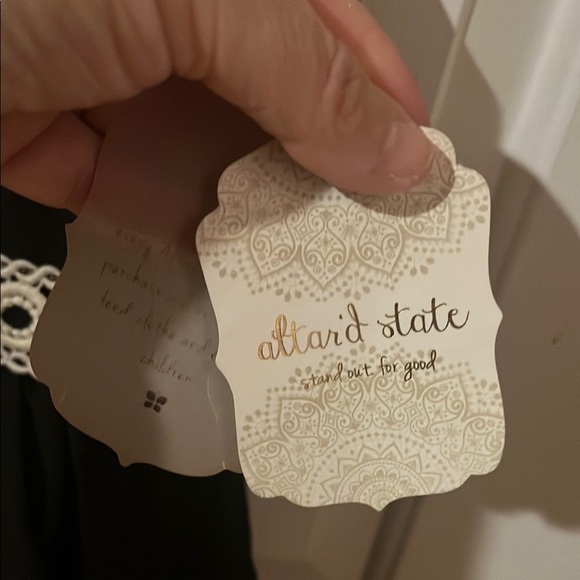 every
purchase
feed clothe and
children
altar'd state
stand out for good